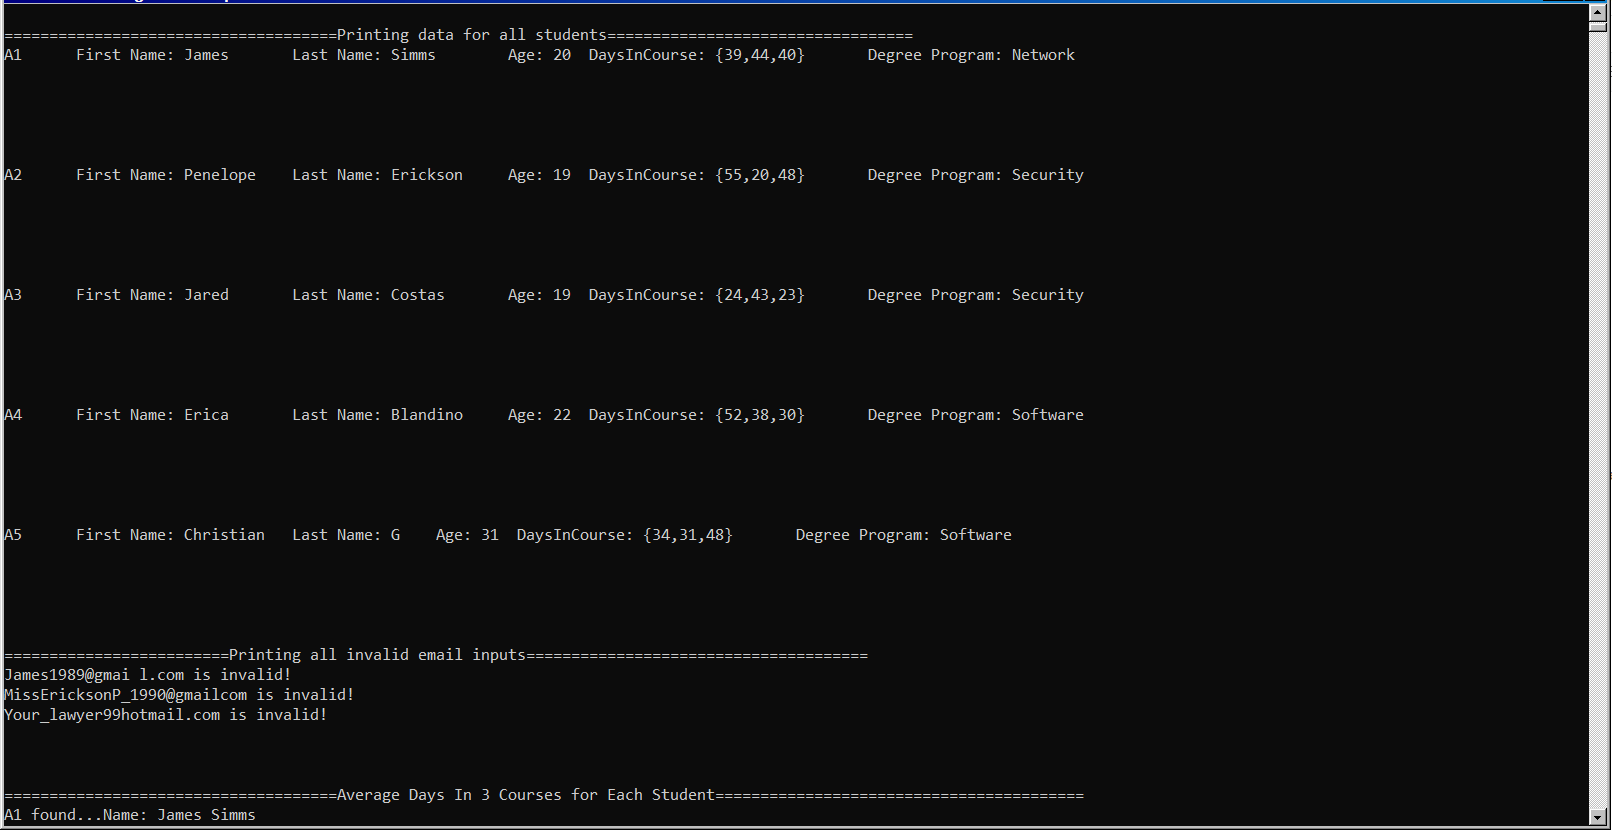 =====================================Printing data for all students==================================
A1      First Name: James       Last Name: Simms        Age: 20  DaysInCourse: {39,44,40}       Degree Program: Network
A2      First Name: Penelope    Last Name: Erickson     Age: 19  DaysInCourse: {55,20,48}       Degree Program: Security
A3      First Name: Jared       Last Name: Costas       Age: 19  DaysInCourse: {24,43,23}       Degree Program: Security
A4      First Name: Erica       Last Name: Blandino     Age: 22  DaysInCourse: {52,38,30}       Degree Program: Software
A5      First Name: Christian   Last Name: G    Age: 31  DaysInCourse: {34,31,48}       Degree Program: Software
=========================Printing all invalid email inputs======================================
James1989@gmai l.com is invalid!
MissEricksonP_1990@gmailcom is invalid!
Your_lawyer99hotmail.com is invalid!
=====================================Average Days In 3 Courses for Each Student=========================================
A1 found...Name: James Simms